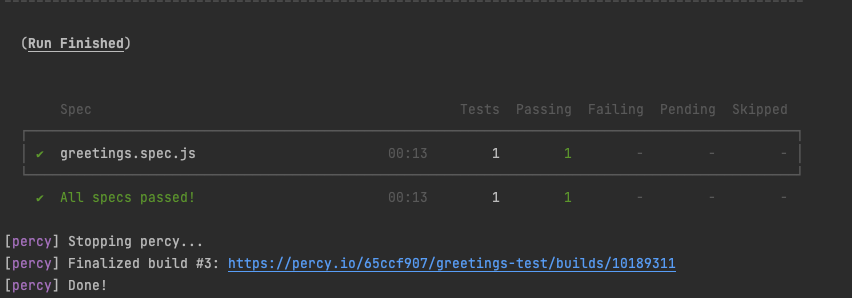 (Run Finished)
Spec Tests Passing Failing Pending Skipped
✔ greetings.spec.js 00:13 1 1 - - -
✔ All specs passed! 00:13 1 1 - - -
[percy] Stopping percy...
[percy] Finalized build #3: https://percy.io/65ccf907/greetings-test/builds/10189311
[percy] Done!